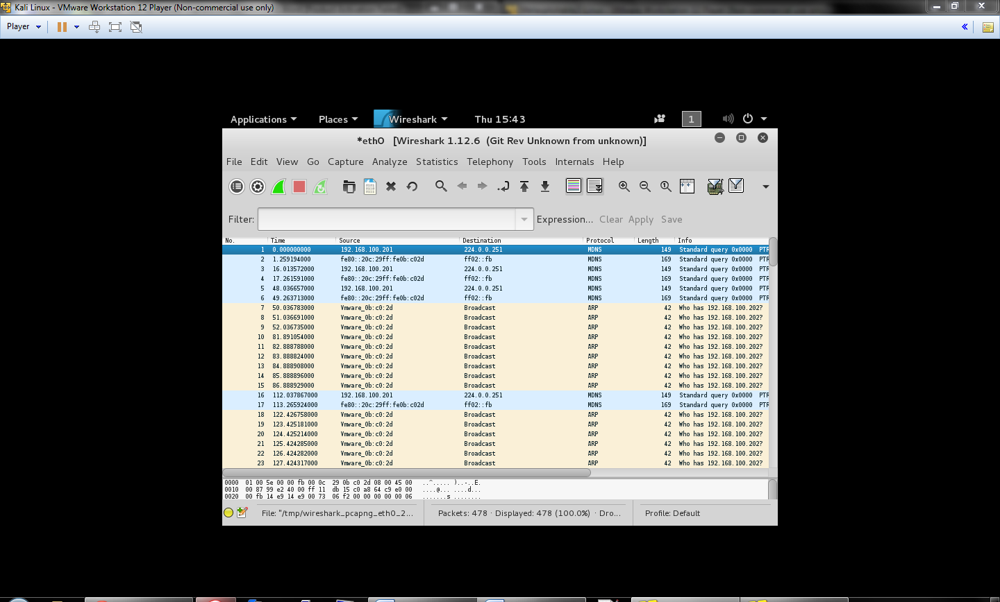 Kali Linux - VMware Workstation 12 Player (Non-commercial use only)
Player
Applications Places Wireshark Thu 15:43 1
*eth0 [Wireshark 1.12.6 (Git Rev Unknown from unknown)]
File Edit View Go Capture Analyze Statistics Telephony Tools Internals Help
Filter: Expression... Clear Apply Save
No. Time Source Destination Protocol Length Info
1 0.000000000 192.168.100.201 224.0.0.251 MDNS 149 Standard query 0x0000 PTR
2 1.259194000 fe80::20c:29ff:fe0b:c02d ff02::fb MDNS 169 Standard query 0x0000 PTR
3 16.013572000 192.168.100.201 224.0.0.251 MDNS 149 Standard query 0x0000 PTR
4 17.261591000 fe80::20c:29ff:fe0b:c02d ff02::fb MDNS 169 Standard query 0x0000 PTR
5 48.036657000 192.168.100.201 224.0.0.251 MDNS 149 Standard query 0x0000 PTR
6 49.263713000 fe80::20c:29ff:fe0b:c02d ff02::fb MDNS 169 Standard query 0x0000 PTR
7 50.036783000 Vmware_0b:c0:2d Broadcast ARP 42 Who has 192.168.100.202?
8 51.036691000 Vmware_0b:c0:2d Broadcast ARP 42 Who has 192.168.100.202?
9 52.036735000 Vmware_0b:c0:2d Broadcast ARP 42 Who has 192.168.100.202?
10 81.891054000 Vmware_0b:c0:2d Broadcast ARP 42 Who has 192.168.100.202?
11 82.888788000 Vmware_0b:c0:2d Broadcast ARP 42 Who has 192.168.100.202?
12 83.888824000 Vmware_0b:c0:2d Broadcast ARP 42 Who has 192.168.100.202?
13 84.888908000 Vmware_0b:c0:2d Broadcast ARP 42 Who has 192.168.100.202?
14 85.888896000 Vmware_0b:c0:2d Broadcast ARP 42 Who has 192.168.100.202?
15 86.888929000 Vmware_0b:c0:2d Broadcast ARP 42 Who has 192.168.100.202?
16 112.037867000 192.168.100.201 224.0.0.251 MDNS 149 Standard query 0x0000 PTR
17 113.265924000 fe80::20c:29ff:fe0b:c02d ff02::fb MDNS 169 Standard query 0x0000 PTR
18 122.426758000 Vmware_0b:c0:2d Broadcast ARP 42 Who has 192.168.100.202?
19 123.425181000 Vmware_0b:c0:2d Broadcast ARP 42 Who has 192.168.100.202?
20 124.425214000 Vmware_0b:c0:2d Broadcast ARP 42 Who has 192.168.100.202?
21 125.424285000 Vmware_0b:c0:2d Broadcast ARP 42 Who has 192.168.100.202?
22 126.424282000 Vmware_0b:c0:2d Broadcast ARP 42 Who has 192.168.100.202?
23 127.424317000 Vmware_0b:c0:2d Broadcast ARP 42 Who has 192.168.100.202?
0000 01 00 5e 00 00 fb 00 0c 29 0b c0 2d 08 00 45 00 ..^..... )..-..E.
0010 00 87 99 e2 40 00 ff 11 db 15 c0 a8 64 c9 e0 00 ....@... ....d...
0020 00 fb 14 e9 14 e9 00 73 06 f2 00 00 00 00 00 06 .......s ........
File: "/tmp/wireshark_pcapng_eth0_2... Packets: 478 · Displayed: 478 (100.0%) · Dro... Profile: Default